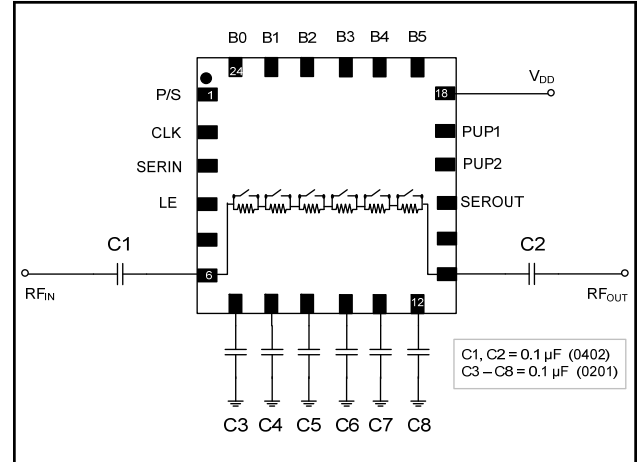 B0 B1 B2 B3 B4 B5
24
P/S 1 18 VDD
CLK PUP1
SERIN PUP2
LE SEROUT
C1 C2
6
RFIN RFOUT
12
C1, C2 = 0.1 µF (0402)
C3 – C8 = 0.1 µF (0201)
C3 C4 C5 C6 C7 C8